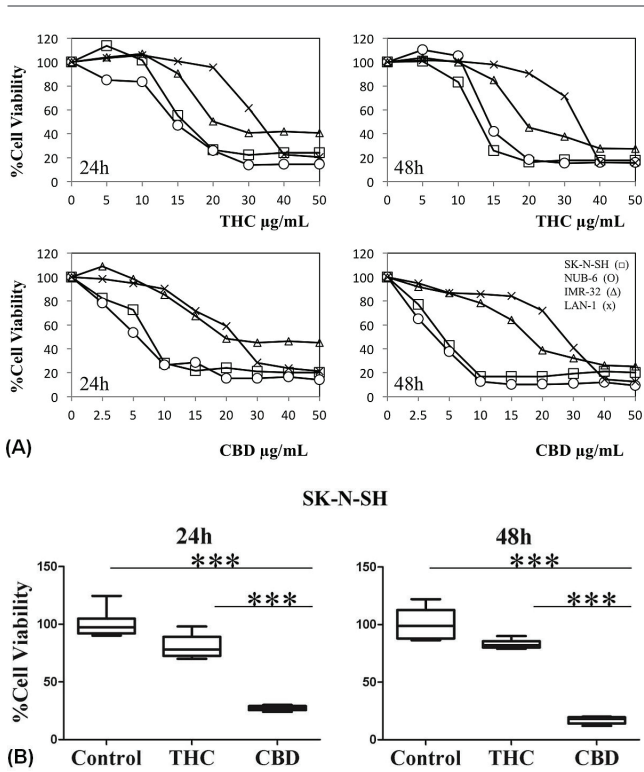 120
100
80
60
40
20
0
%Cell Viability
24h
0 5 10 15 20 30 40 50
THC µg/mL
120
100
80
60
40
20
0
48h
0 5 10 15 20 30 40 50
THC µg/mL
120
100
80
60
40
20
0
%Cell Viability
24h
0 2.5 5 10 15 20 30 40 50
CBD µg/mL
120
100
80
60
40
20
0
SK-N-SH (□)
NUB-6 (O)
IMR-32 (Δ)
LAN-1 (x)
48h
0 2.5 5 10 15 20 30 40 50
CBD µg/mL
(A)
SK-N-SH
24h
***
***
150
100
50
0
%Cell Viability
Control THC CBD
48h
***
***
150
100
50
0
Control THC CBD
(B)